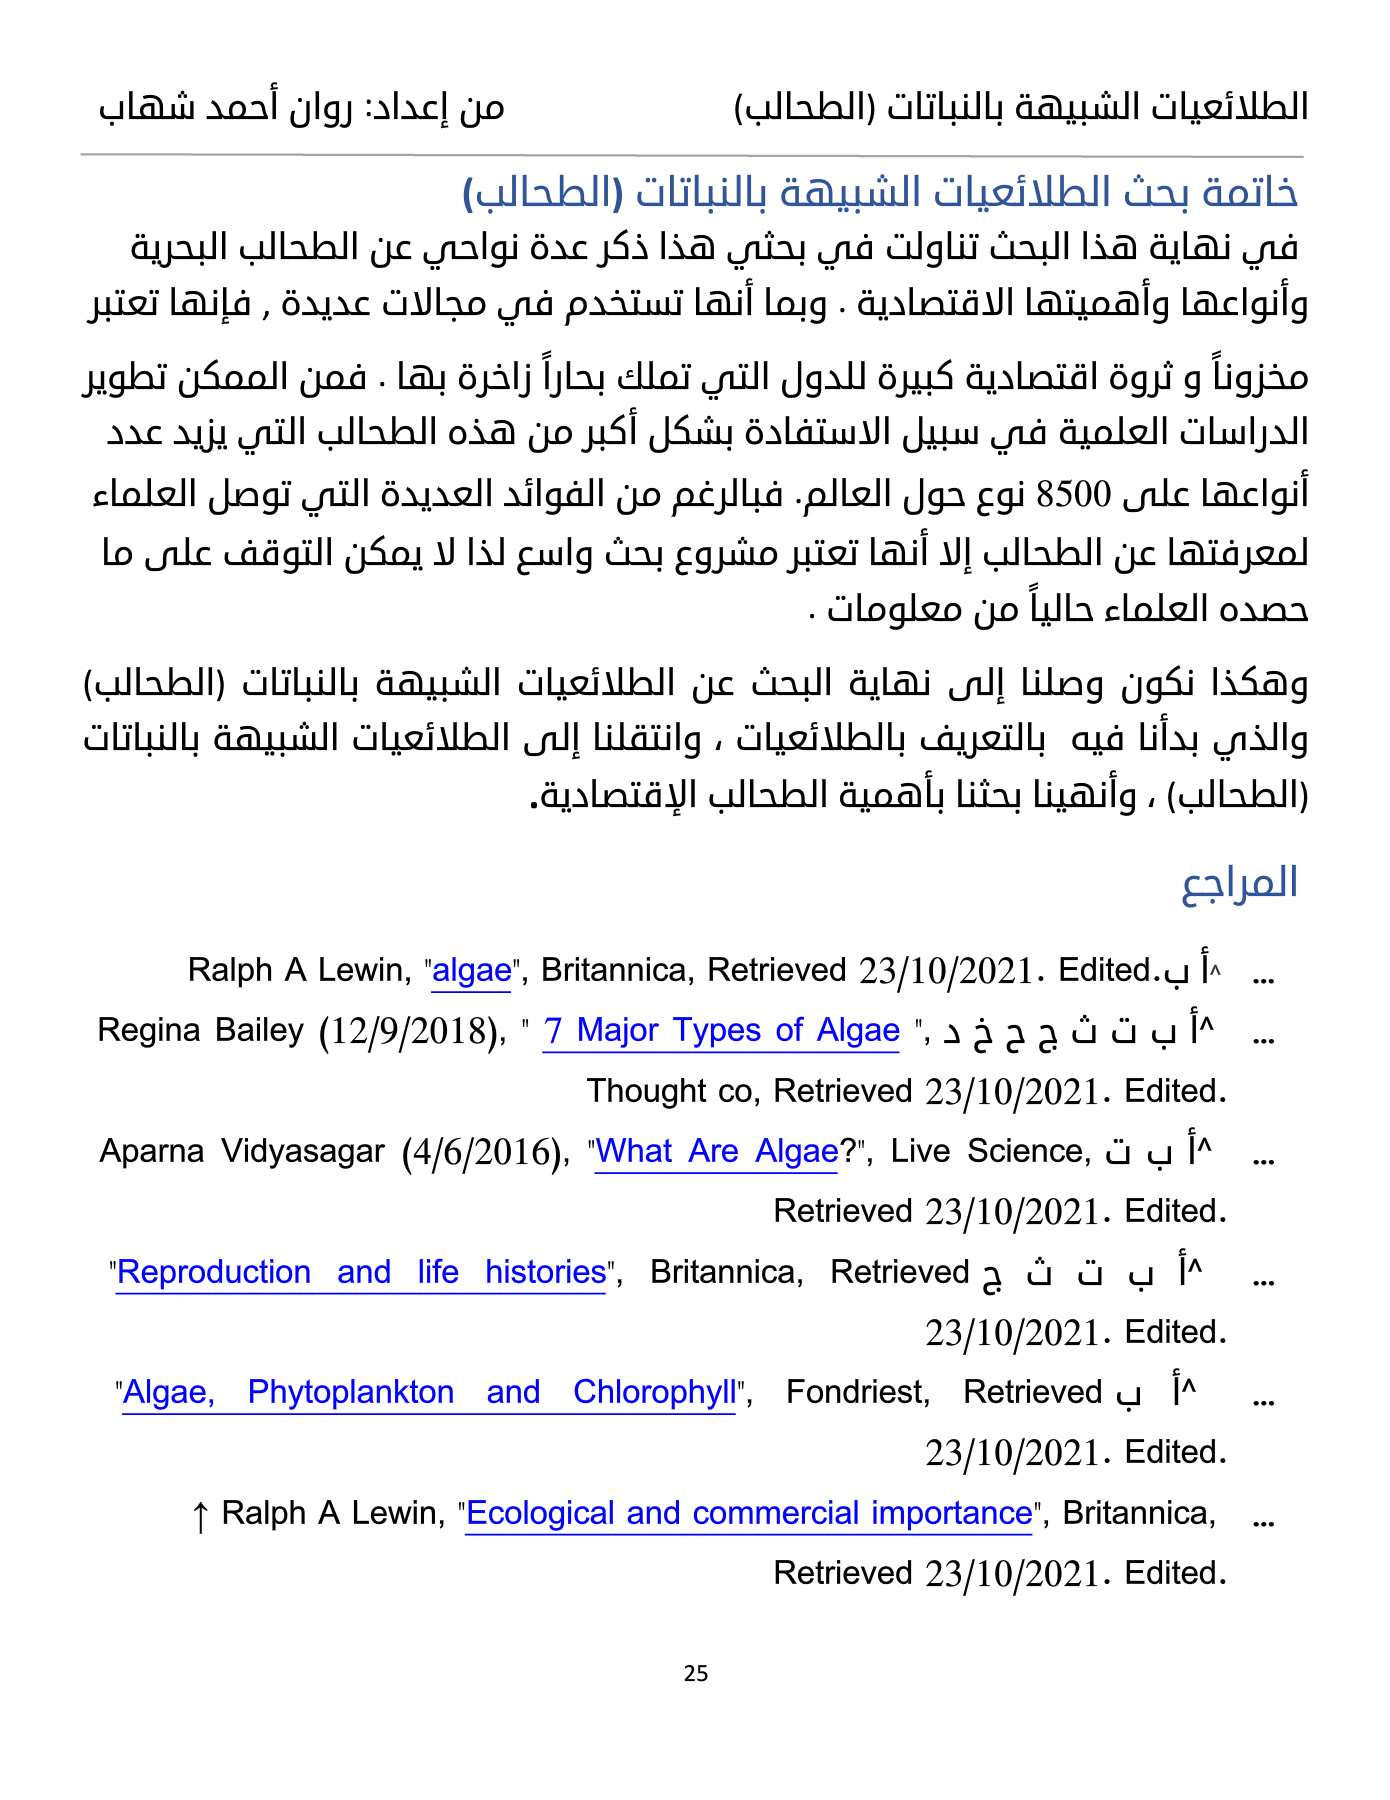 الطلائعيات الشبيهة بالنباتات (الطحالب) من إعداد: روان أحمد شهاب
خاتمة بحث الطلائعيات الشبيهة بالنباتات (الطحالب)
في نهاية هذا البحث تناولت في بحثي هذا ذكر عدة نواحي عن الطحالب البحرية
وأنواعها وأهميتها الاقتصادية . وبما أنها تستخدم في مجالات عديدة , فإنها تعتبر
مخزوناً و ثروة اقتصادية كبيرة للدول التي تملك بحاراً زاخرة بها . فمن الممكن تطوير
الدراسات العلمية في سبيل الاستفادة بشكل أكبر من هذه الطحالب التي يزيد عدد
أنواعها على 8500 نوع حول العالم. فبالرغم من الفوائد العديدة التي توصل العلماء
لمعرفتها عن الطحالب إلا أنها تعتبر مشروع بحث واسع لذا لا يمكن التوقف على ما
حصده العلماء حالياً من معلومات .
وهكذا نكون وصلنا إلى نهاية البحث عن الطلائعيات الشبيهة بالنباتات (الطحالب)
والذي بدأنا فيه بالتعريف بالطلائعيات ، وانتقلنا إلى الطلائعيات الشبيهة بالنباتات
(الطحالب) ، وأنهينا بحثنا بأهمية الطحالب الإقتصادية.
المراجع
... ^أ ب Ralph A Lewin, "algae", Britannica, Retrieved 23/10/2021. Edited.
... ^أ ب ت ث ج ح خ د Regina Bailey (12/9/2018), " 7 Major Types of Algae ",
Thought co, Retrieved 23/10/2021. Edited.
... ^أ ب ت Aparna Vidyasagar (4/6/2016), "What Are Algae?", Live Science,
Retrieved 23/10/2021. Edited.
... ^أ ب ت ث ج "Reproduction and life histories", Britannica, Retrieved
23/10/2021. Edited.
... ^أ ب "Algae, Phytoplankton and Chlorophyll", Fondriest, Retrieved
23/10/2021. Edited.
... ↑ Ralph A Lewin, "Ecological and commercial importance", Britannica,
Retrieved 23/10/2021. Edited.
25